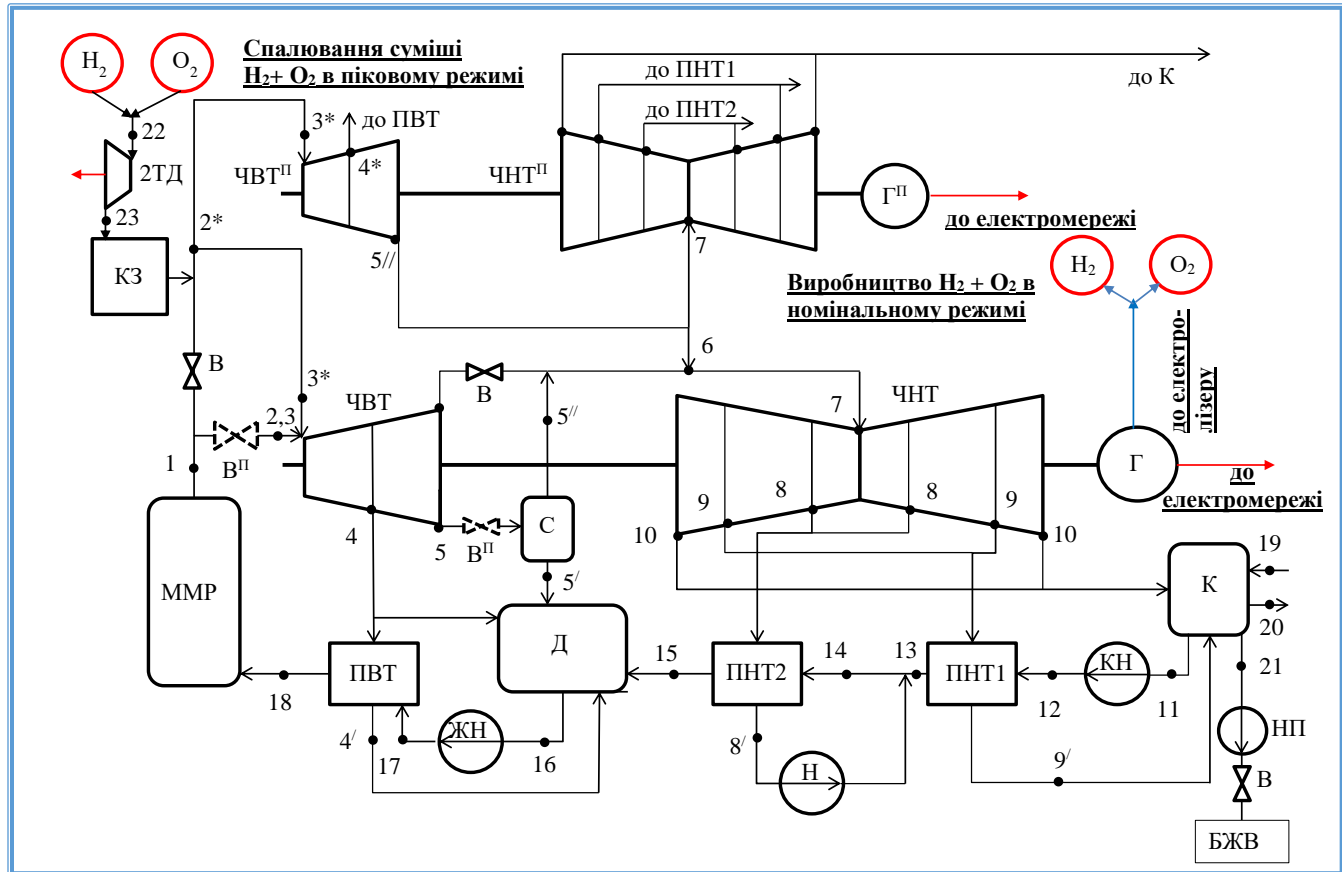 H2
O2
Спалювання суміші
H2+ O2 в піковому режимі
до К
до ПНТ1
до ПНТ2
3*
до ПВТ
22
2ТД
4*
ЧВТП
ЧНТП
ГП
23
2*
до електромережі
5//
7
КЗ
H2
O2
Виробництво H2 + O2 в
номінальному режимі
6
В
3*
В
ЧВТ
7
ЧНТ
до електро-
лізеру
5//
2,3
1
ВП
Г
9
8
8
9
до
електромережі
С
4
5
ВП
10
10
19
К
ММР
5/
20
Д
15
14
13
КН
21
ПВТ
ПНТ2
ПНТ1
18
12
11
НП
ЖН
4/
17
16
8/
Н
9/
В
БЖВ